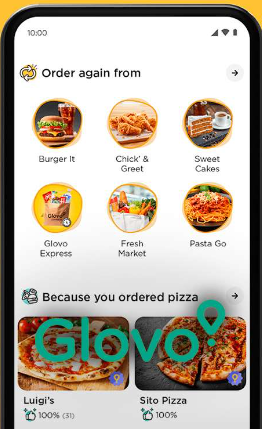 10:00
Order again from
Burger It
Chick' &
Greet
Sweet
Cakes
Glovo
Glovo
Express
Fresh
Market
Pasta Go
Because you ordered pizza
Glovo
Luigi's
100% (31)
Sito Pizza
100%